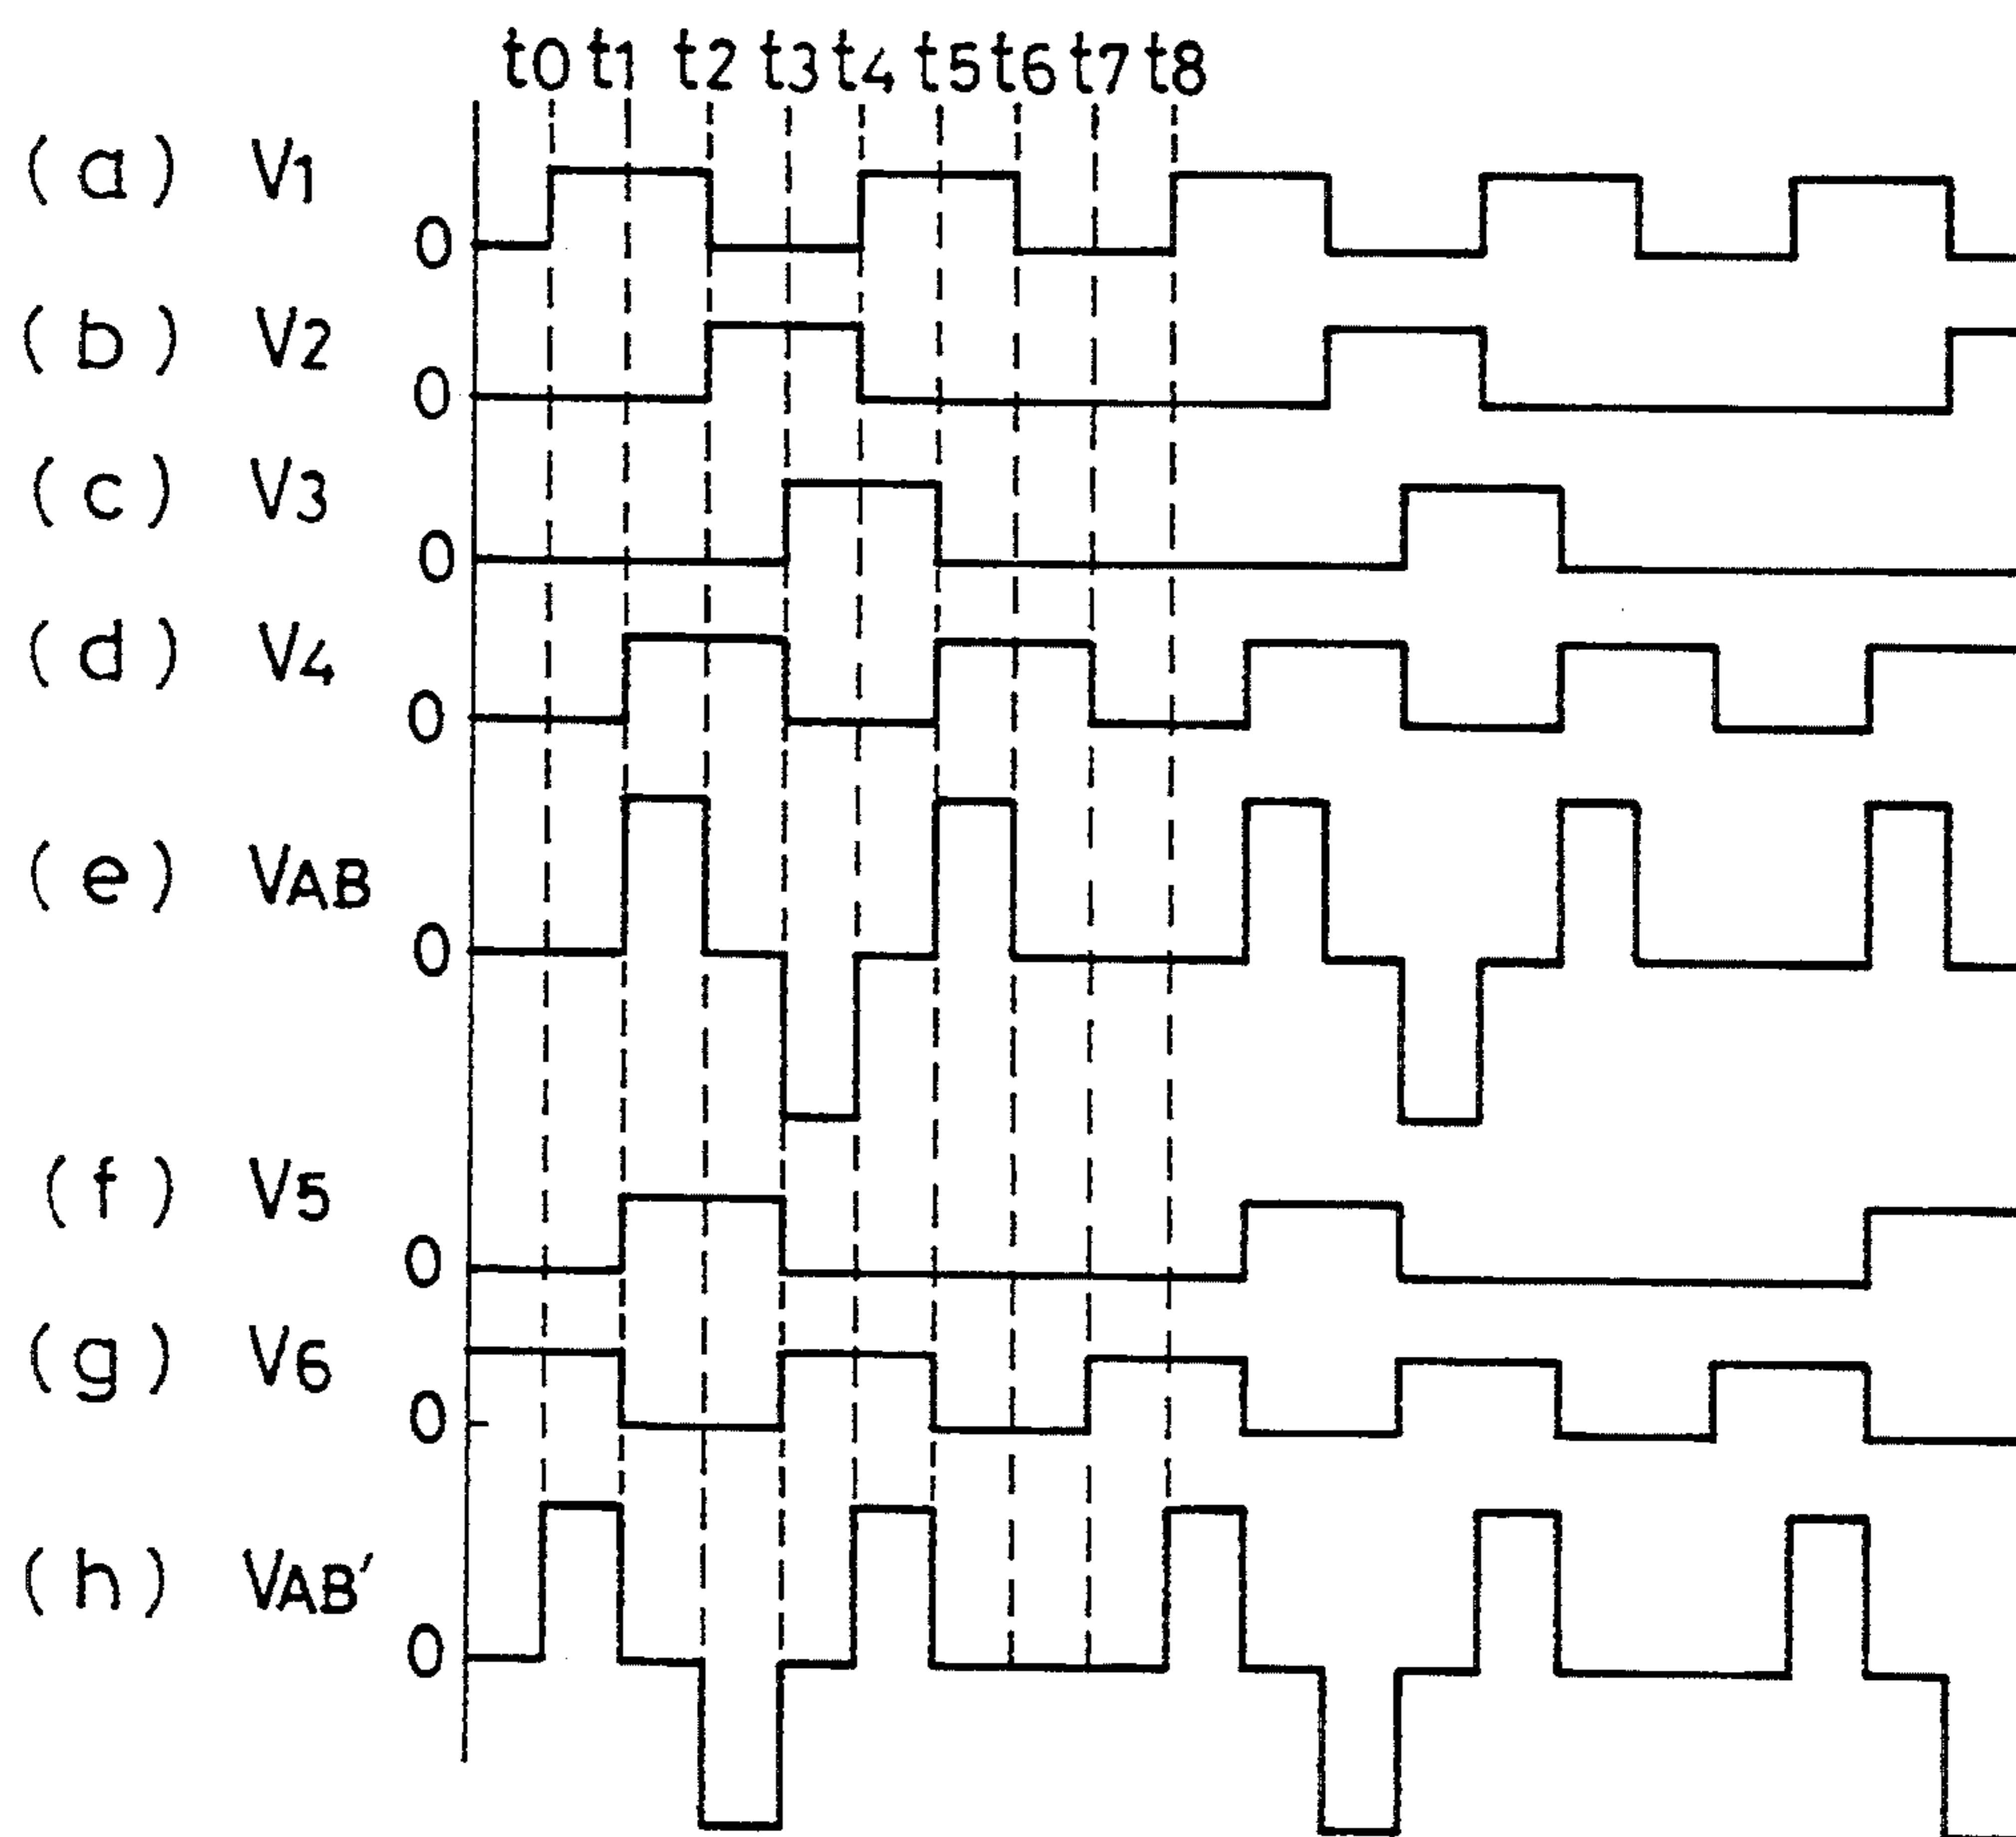 t0 t1 t2 t3 t4 t5 t6 t7 t8
(a) V1
0
(b) V2
0
(c) V3
0
(d) V4
0
(e) VAB
0
(f) V5
0
(g) V6
0
(h) VAB'
0